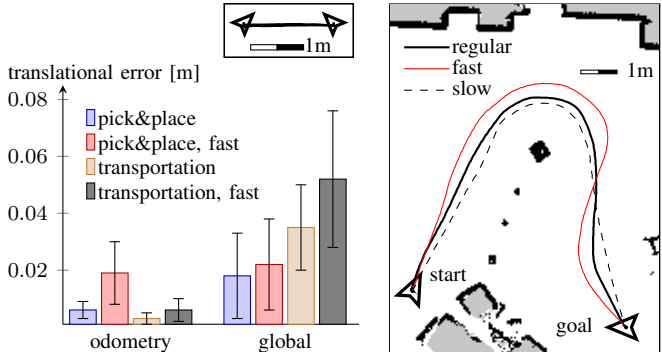 1m
translational error [m]
0.08
0.06
0.04
0.02
pick&place
pick&place, fast
transportation
transportation, fast
odometry
global
regular
fast
slow
1m
start
goal